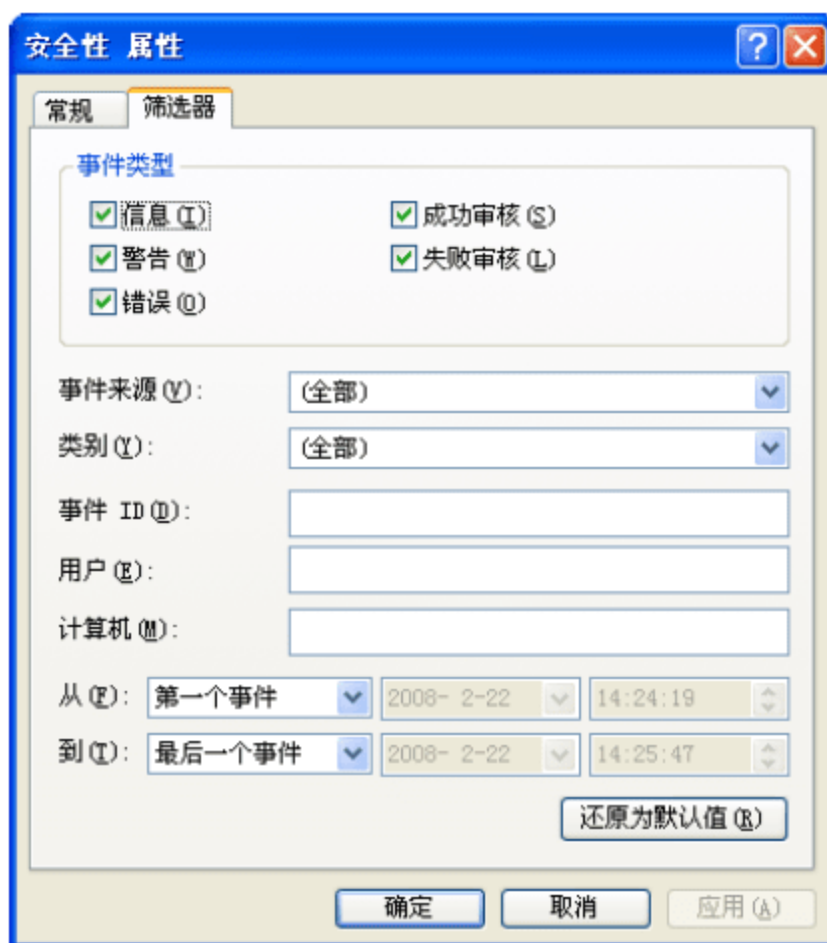 安全性 属性
常规 筛选器
事件类型
信息(I) 成功审核(S)
警告(W) 失败审核(L)
错误(O)
事件来源(V): (全部)
类别(Y): (全部)
事件 ID(D):
用户(E):
计算机(M):
从(F): 第一个事件 2008- 2-22 14:24:19
到(T): 最后一个事件 2008- 2-22 14:25:47
还原为默认值(R)
确定 取消 应用(A)